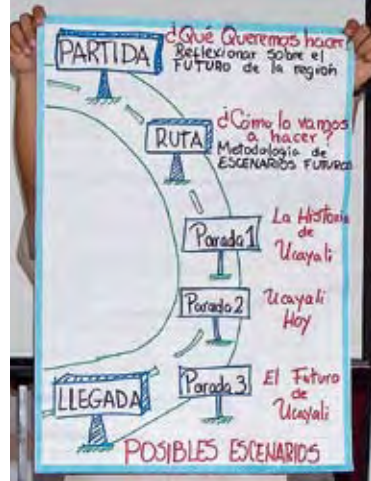 PARTIDA
¿Qué Queremos hacer?
Reflexionar sobre el
FUTURO de la región
RUTA
¿Cómo lo vamos
a hacer?
Metodología de
ESCENARIOS FUTUROS
Parada 1
La Historia
de
Ucayali
Parada 2
Ucayali
Hoy
Parada 3
El Futuro
de
Ucayali
LLEGADA
POSIBLES ESCENARIOS